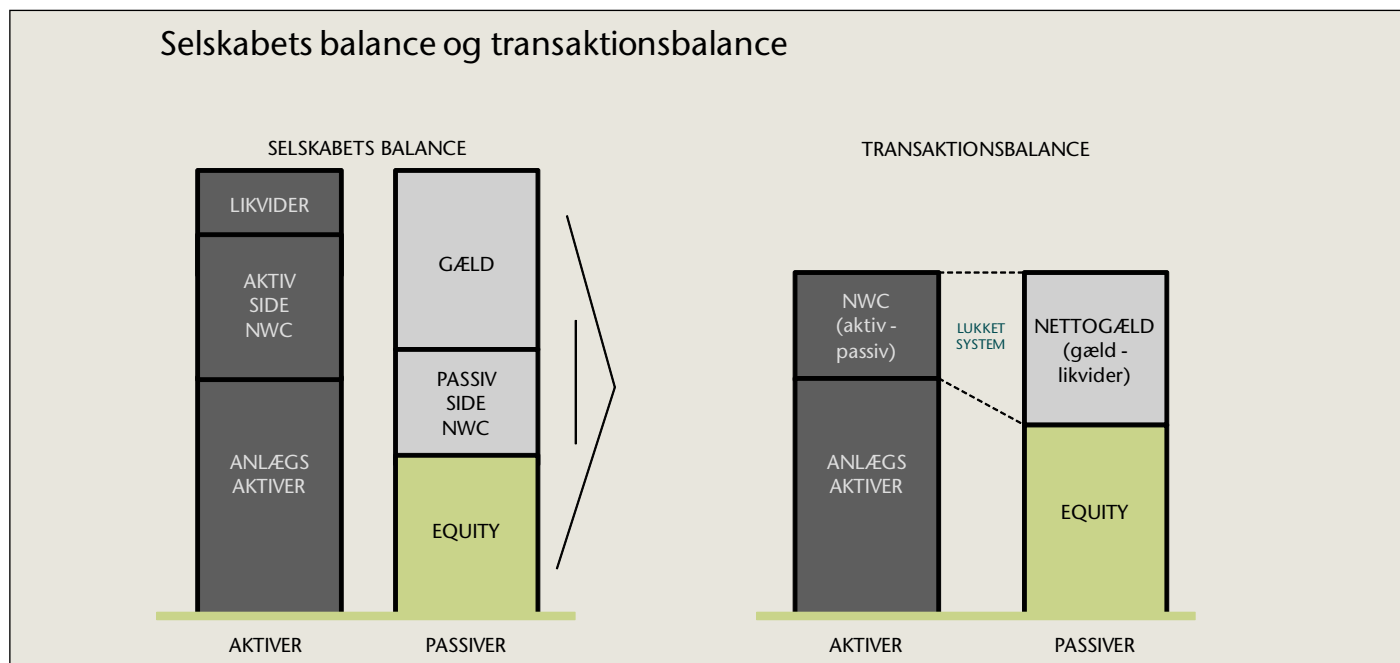 Selskabets balance og transaktionsbalance
SELSKABETS BALANCE
LIKVIDER
AKTIV
SIDE
NWC
ANLÆGS
AKTIVER
GÆLD
PASSIV
SIDE
NWC
EQUITY
AKTIVER
PASSIVER
TRANSAKTIONSBALANCE
NWC
(aktiv -
passiv)
ANLÆGS
AKTIVER
LUKKET
SYSTEM
NETTOGÆLD
(gæld -
likvider)
EQUITY
AKTIVER
PASSIVER